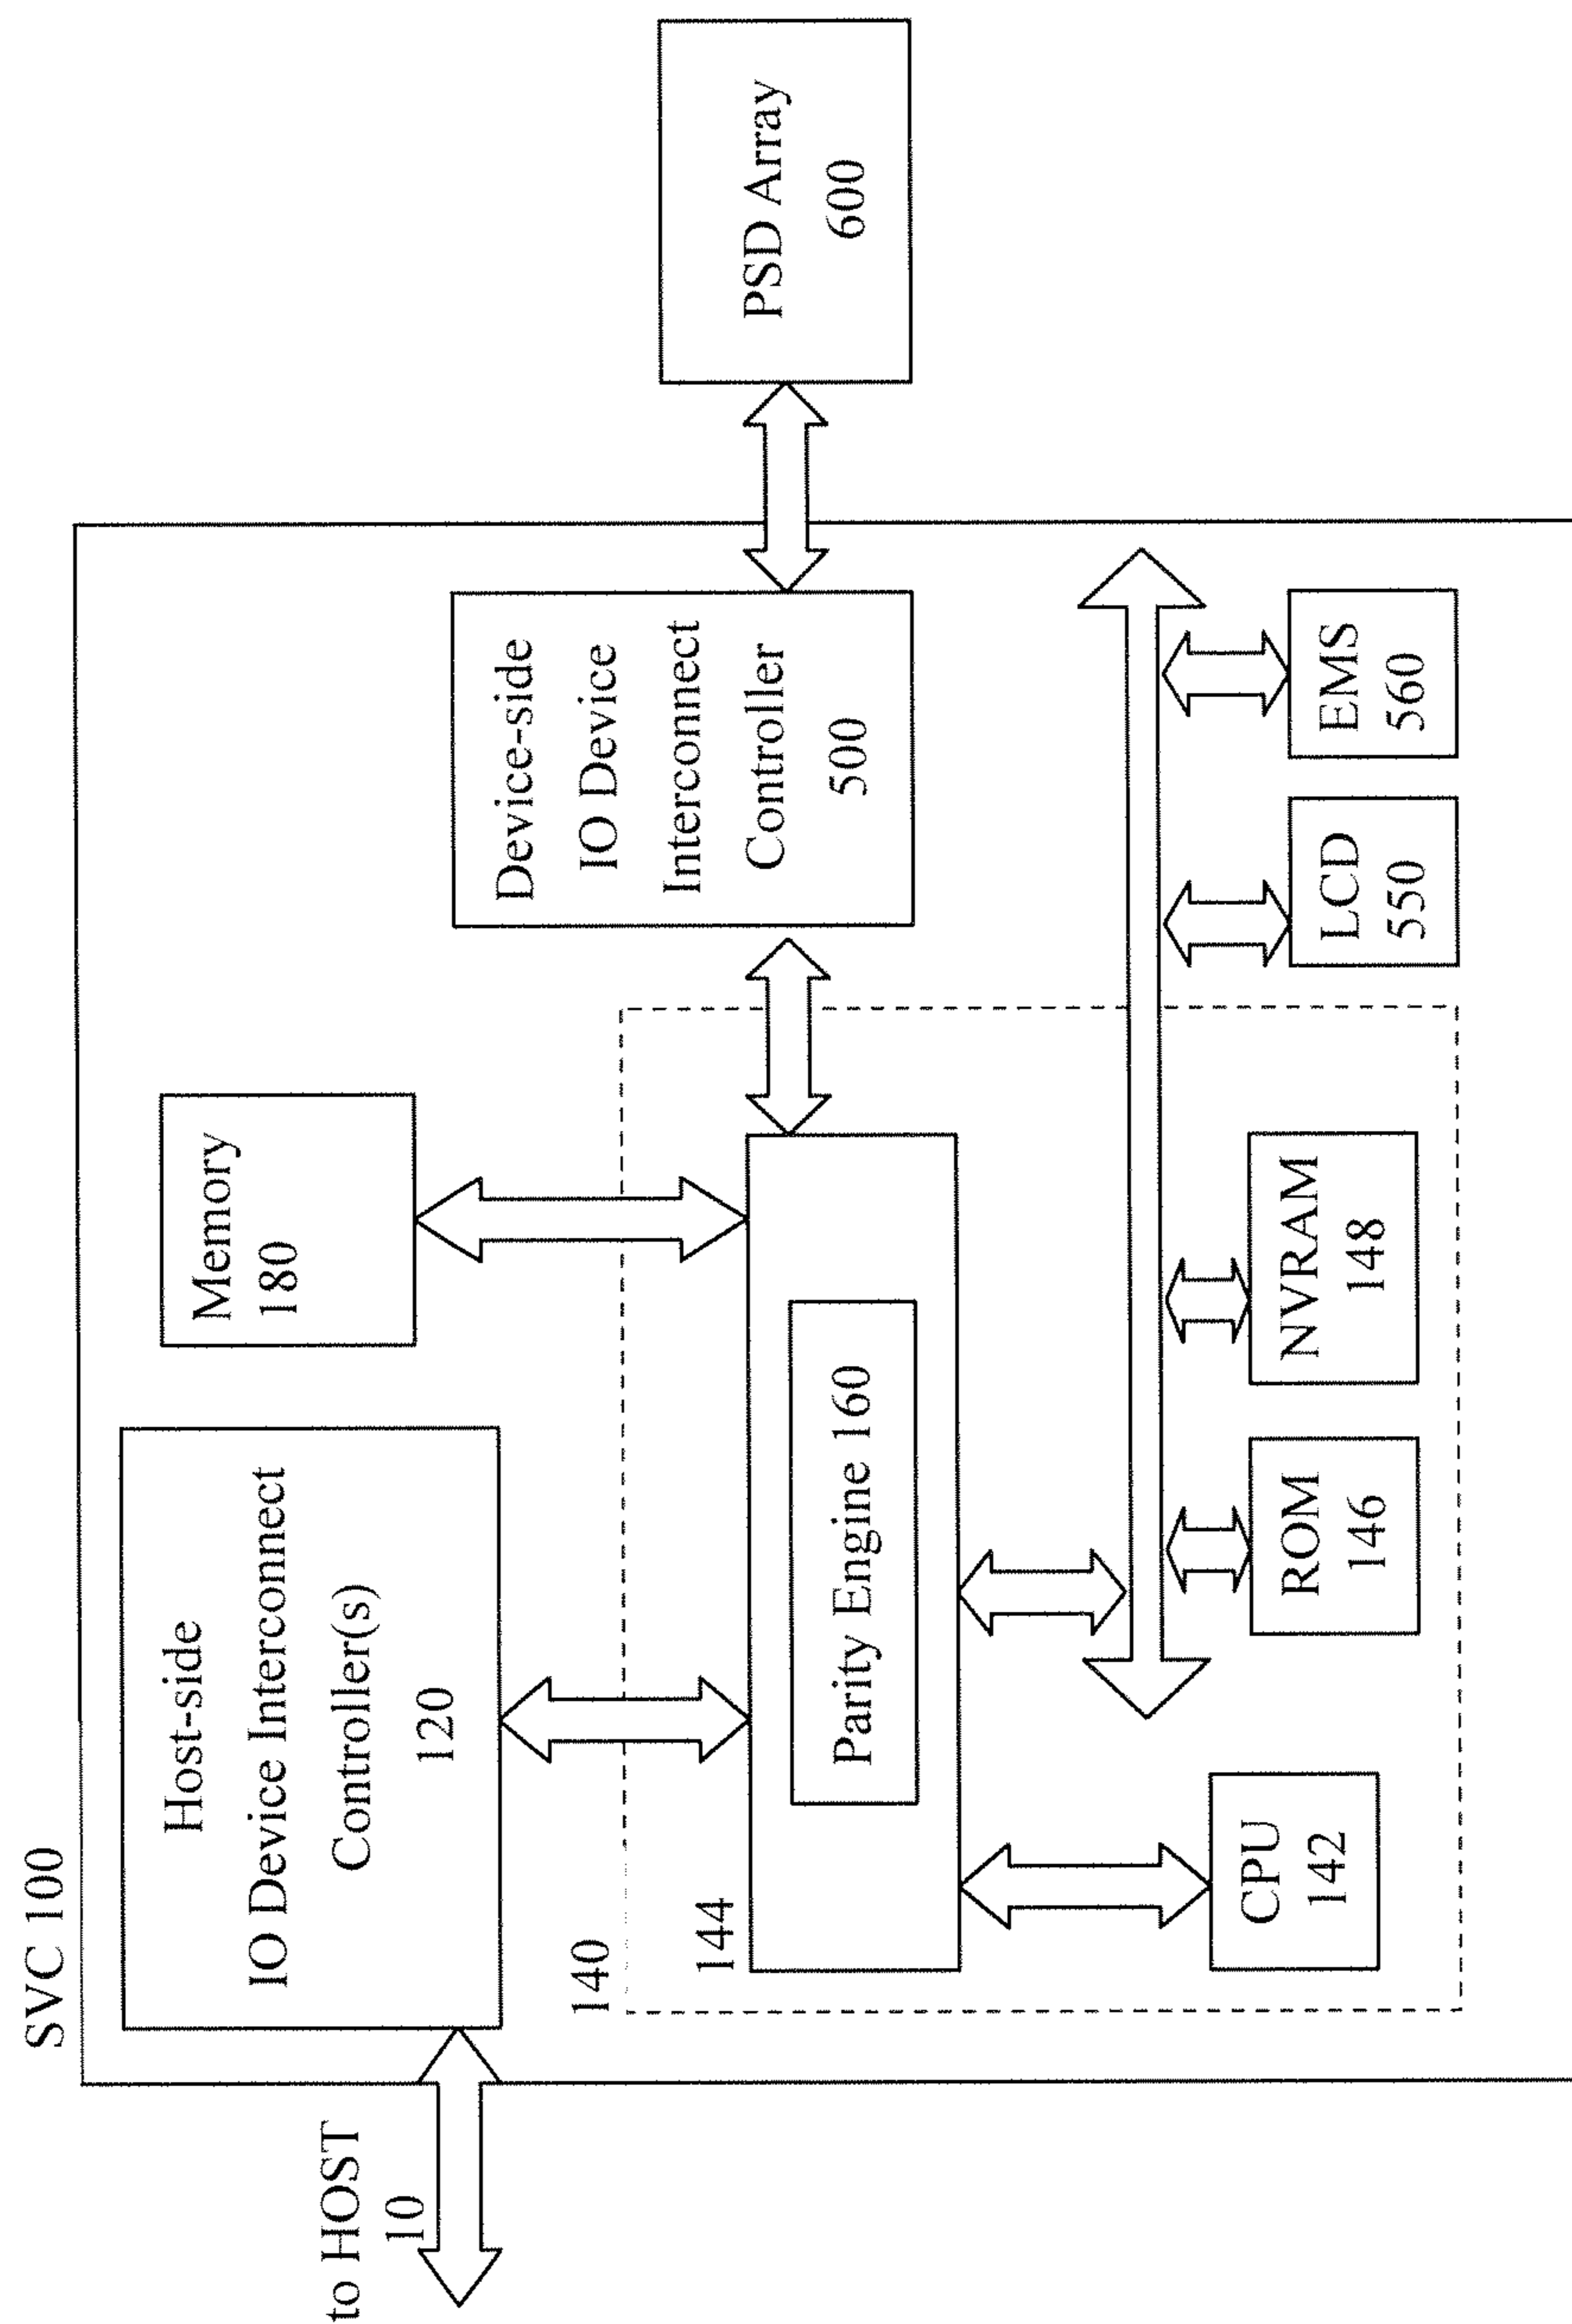 SVC 100
to HOST
10
Host-side
IO Device Interconnect
Controller(s)
120
Memory
180
140
144
Parity Engine 160
Device-side
IO Device
Interconnect
Controller
500
PSD Array
600
CPU
142
ROM
146
NVRAM
148
LCD
550
EMS
560